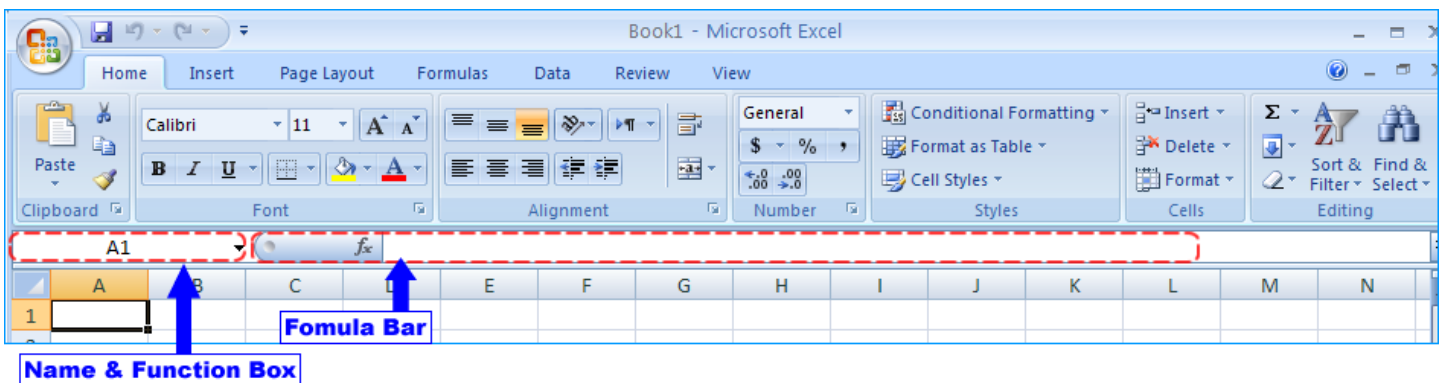 Book1 - Microsoft Excel
Home Insert Page Layout Formulas Data Review View
Calibri 11 A A General Conditional Formatting Insert Σ
Paste $ % , Format as Table Delete Sort & Find &
B I U A Cell Styles Format Filter Select
Clipboard Font Alignment Number Styles Cells Editing
A1 fx
A B C D E F G H I J K L M N
1
Fomula Bar
Name & Function Box